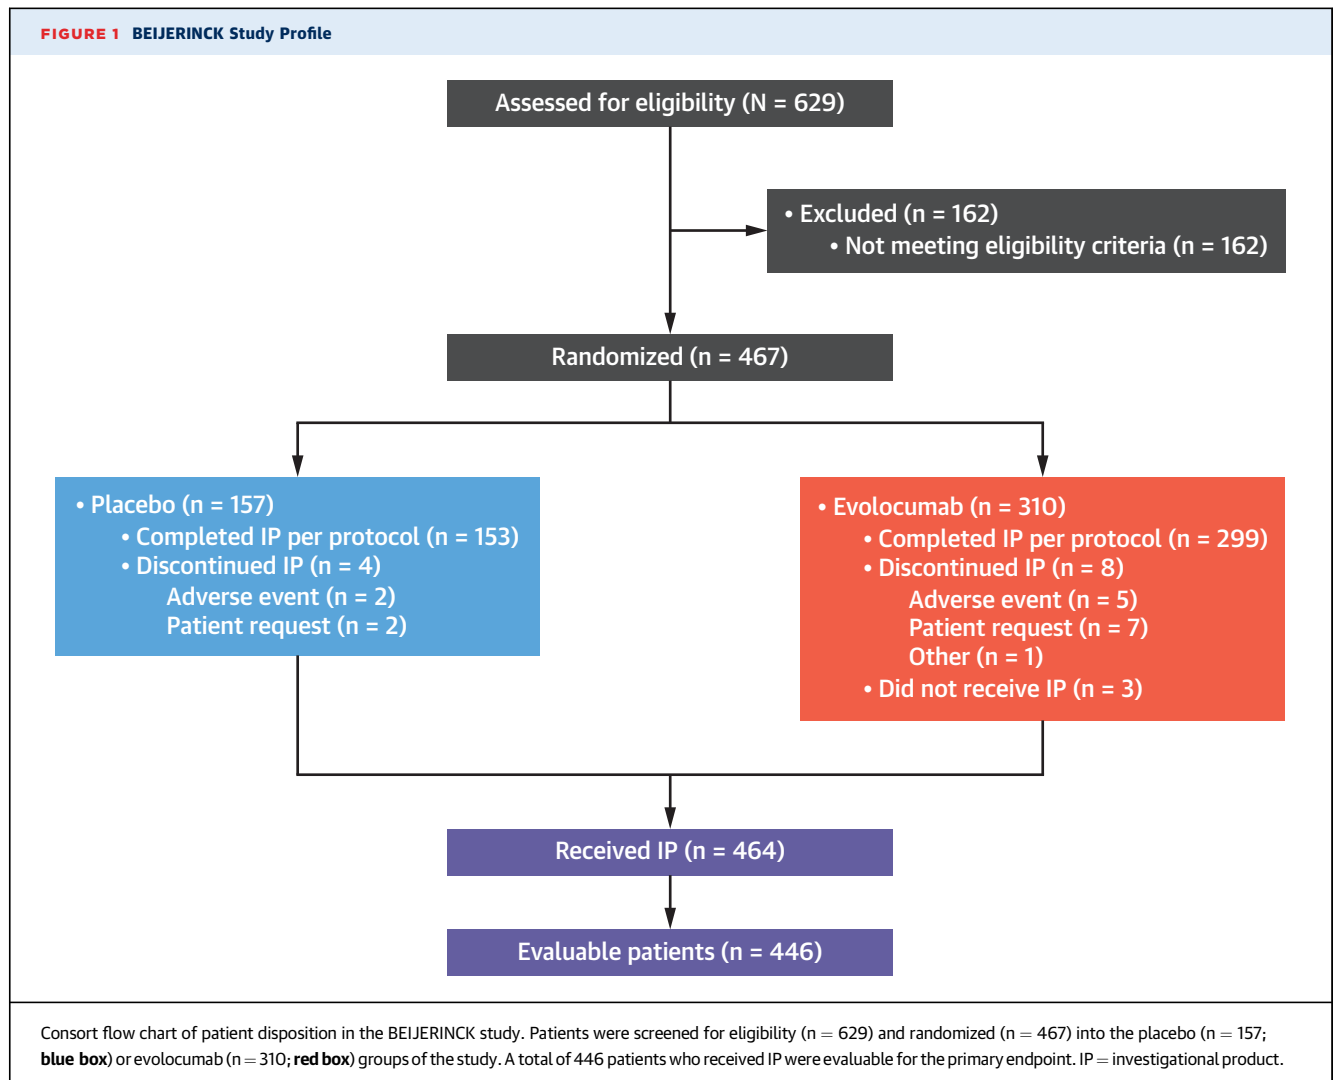 FIGURE 1 BEIJERINCK Study Profile
Assessed for eligibility (N = 629)
• Excluded (n = 162)
• Not meeting eligibility criteria (n = 162)
Randomized (n = 467)
• Placebo (n = 157)
• Completed IP per protocol (n = 153)
• Discontinued IP (n = 4)
Adverse event (n = 2)
Patient request (n = 2)
• Evolocumab (n = 310)
• Completed IP per protocol (n = 299)
• Discontinued IP (n = 8)
Adverse event (n = 5)
Patient request (n = 7)
Other (n = 1)
• Did not receive IP (n = 3)
Received IP (n = 464)
Evaluable patients (n = 446)
Consort flow chart of patient disposition in the BEIJERINCK study. Patients were screened for eligibility (n = 629) and randomized (n = 467) into the placebo (n = 157;
blue box) or evolocumab (n = 310; red box) groups of the study. A total of 446 patients who received IP were evaluable for the primary endpoint. IP = investigational product.